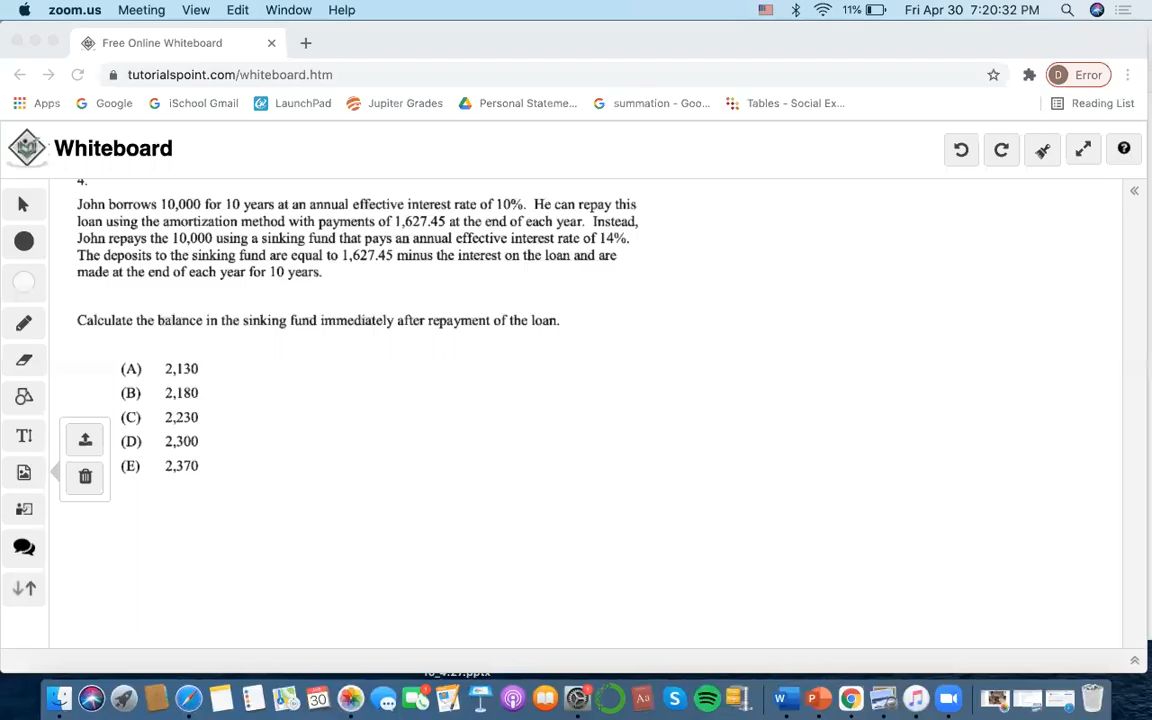 zoom.us Meeting View Edit Window Help 11% Fri Apr 30 7:20:32 PM
Free Online Whiteboard
tutorialspoint.com/whiteboard.htm D Error
Apps Google iSchool Gmail LaunchPad Jupiter Grades Personal Stateme... summation - Goo... Tables - Social Ex... Reading List
Whiteboard
4.
John borrows 10,000 for 10 years at an annual effective interest rate of 10%. He can repay this
loan using the amortization method with payments of 1,627.45 at the end of each year. Instead,
John repays the 10,000 using a sinking fund that pays an annual effective interest rate of 14%.
The deposits to the sinking fund are equal to 1,627.45 minus the interest on the loan and are
made at the end of each year for 10 years.
Calculate the balance in the sinking fund immediately after repayment of the loan.
(A) 2,130
(B) 2,180
(C) 2,230
(D) 2,300
(E) 2,370